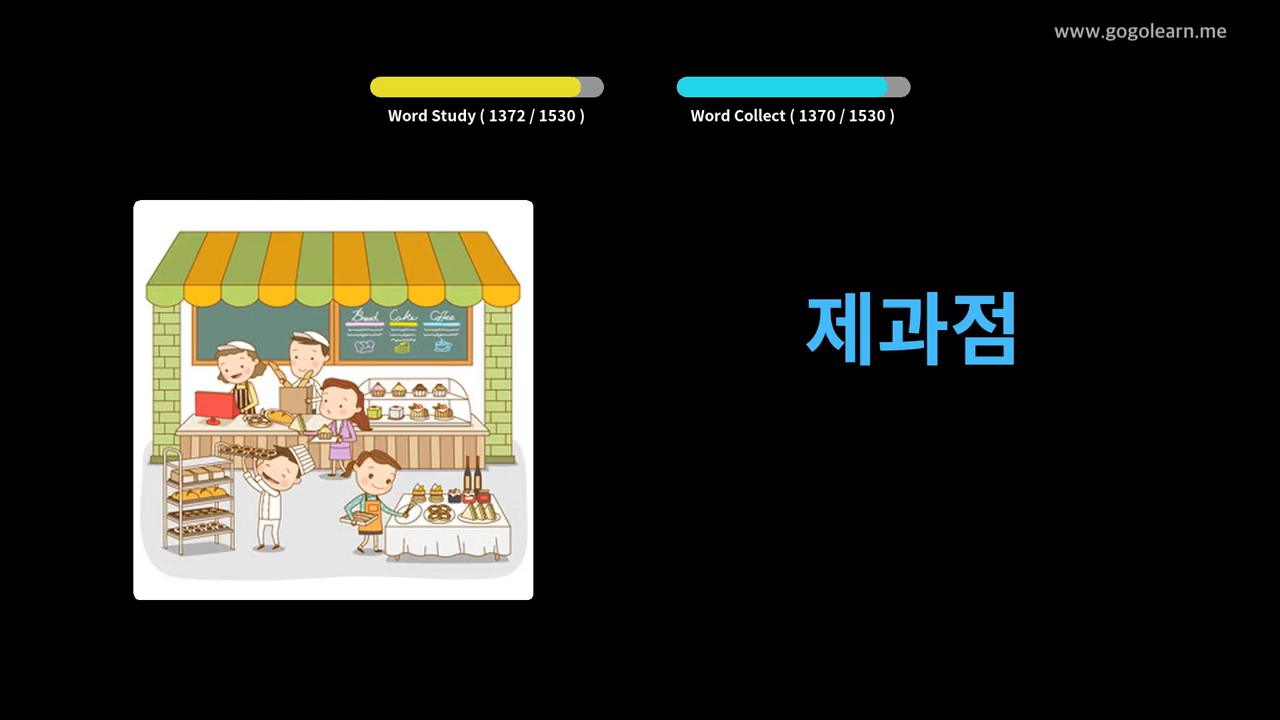 www.gogolearn.me
Word Study ( 1372 / 1530 )
Word Collect ( 1370 / 1530 )
Bread Cake Coffee
제과점